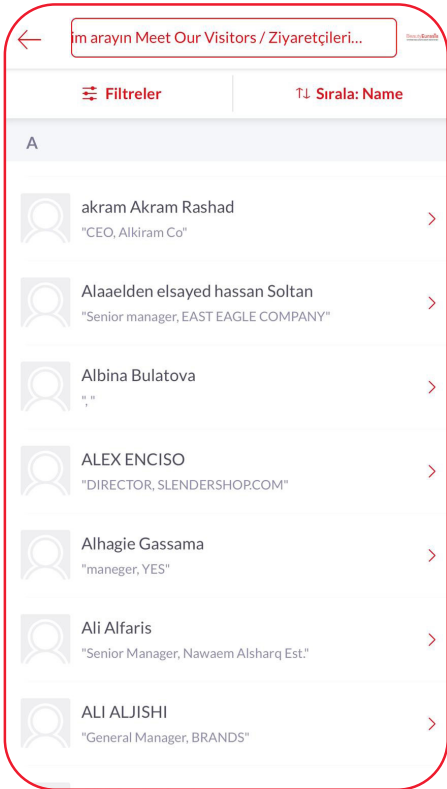 im arayın Meet Our Visitors / Ziyaretçileri...
BeautyEurasia
Filtreler
Sırala: Name
A
akram Akram Rashad
"CEO, Alkiram Co"
Alaaelden elsayed hassan Soltan
"Senior manager, EAST EAGLE COMPANY"
Albina Bulatova
", "
ALEX ENCISO
"DIRECTOR, SLENDERSHOP.COM"
Alhagie Gassama
"maneger, YES"
Ali Alfaris
"Senior Manager, Nawaem Alsharq Est."
ALI ALJISHI
"General Manager, BRANDS"